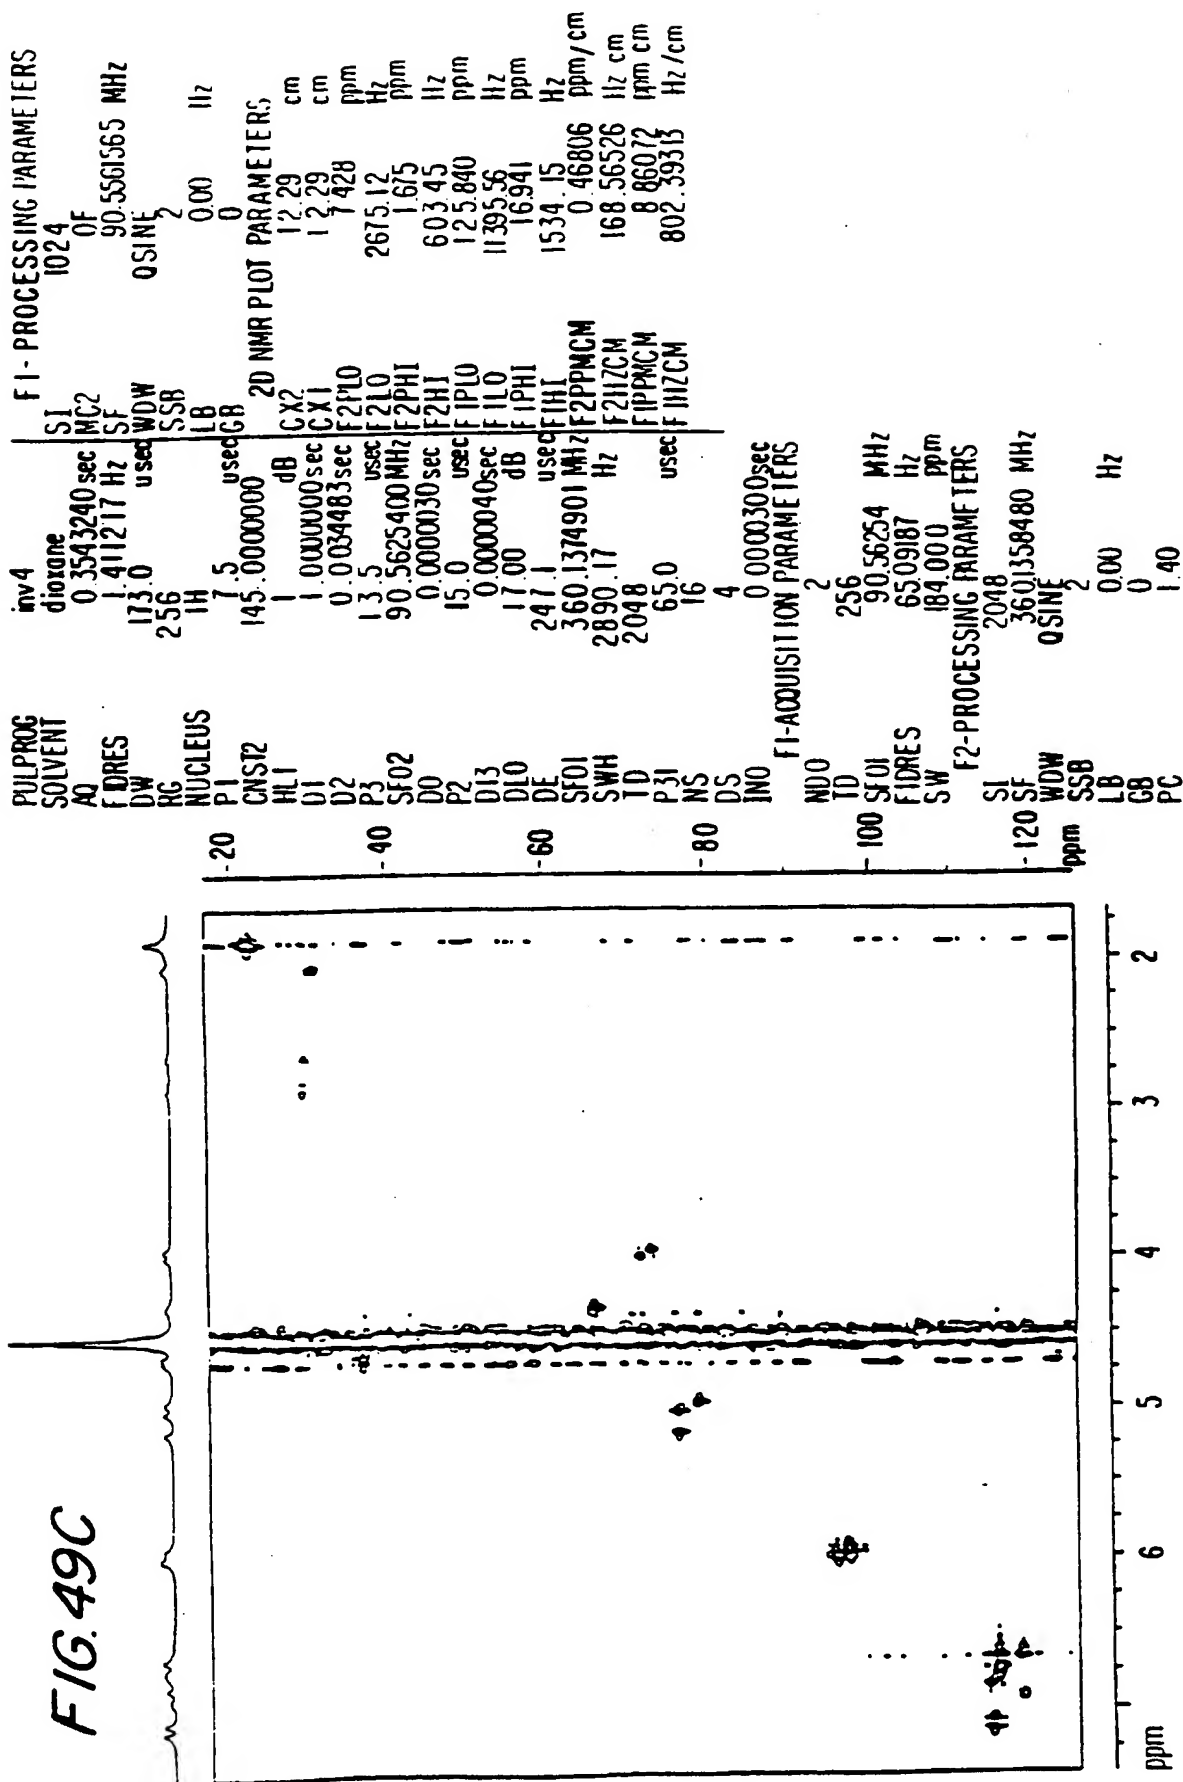 FIG. 49C
PULPROG inv4
SOLVENT dioxane
AQ 0.3543240 sec
FIDRES 1.411217 Hz
DW 173.0 usec
RG 256
NUCLEUS 1H
P1 7.5 usec
CNST2 145.0000000
HL1 1 dB
D1 1.0000000 sec
D2 0.0034483 sec
P3 13.5 usec
SFO2 90.5625400 MHz
D0 0.0000030 sec
P2 15.0 usec
D13 0.0000040 sec
DL0 17.00 dB
DE 247.1 usec
SFO1 360.1374901 MHz
SWH 2890.17 Hz
TD 2048
P31 65.0 usec
NS 16
DS 4
IN0 0.0000300 sec
F1-ACQUISITION PARAMETERS
ND0 2
TD 256
SFO1 90.56254 MHz
FIDRES 65.09187 Hz
SW 184.000 ppm
F2-PROCESSING PARAMETERS
SI 2048
SF 360.1358480 MHz
WDW QSINE
SSB 2
LB 0.00 Hz
GB 0
PC 1.40
F1-PROCESSING PARAMETERS
SI 1024
MC2 QF
SF 90.5561565 MHz
WDW QSINE
SSB 2
LB 0.00 Hz
GB 0
2D NMR PLOT PARAMETERS
CX2 12.29 cm
CX1 12.29 cm
F2PLO 7.428 ppm
F2LO 2675.12 Hz
F2PHI 1.675 ppm
F2HI 603.45 Hz
F1PLO 125.840 ppm
F1LO 11395.56 Hz
F1PHI 16.941 ppm
F1HI 1534.15 Hz
F2PPMCM 0.46806 ppm/cm
F2HZCM 168.56526 Hz cm
F1PPMCM 8.86072 ppm cm
F1HZCM 802.39313 Hz/cm
20
40
60
80
100
120
ppm
ppm 6 5 4 3 2